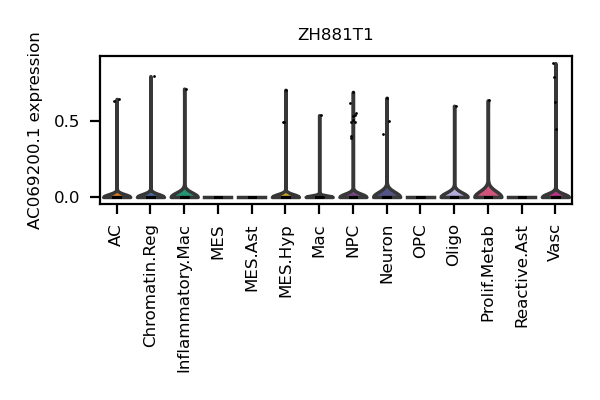 ZH881T1
AC069200.1 expression
0.5
0.0
AC
Chromatin.Reg
Inflammatory.Mac
MES
MES.Ast
MES.Hyp
Mac
NPC
Neuron
OPC
Oligo
Prolif.Metab
Reactive.Ast
Vasc